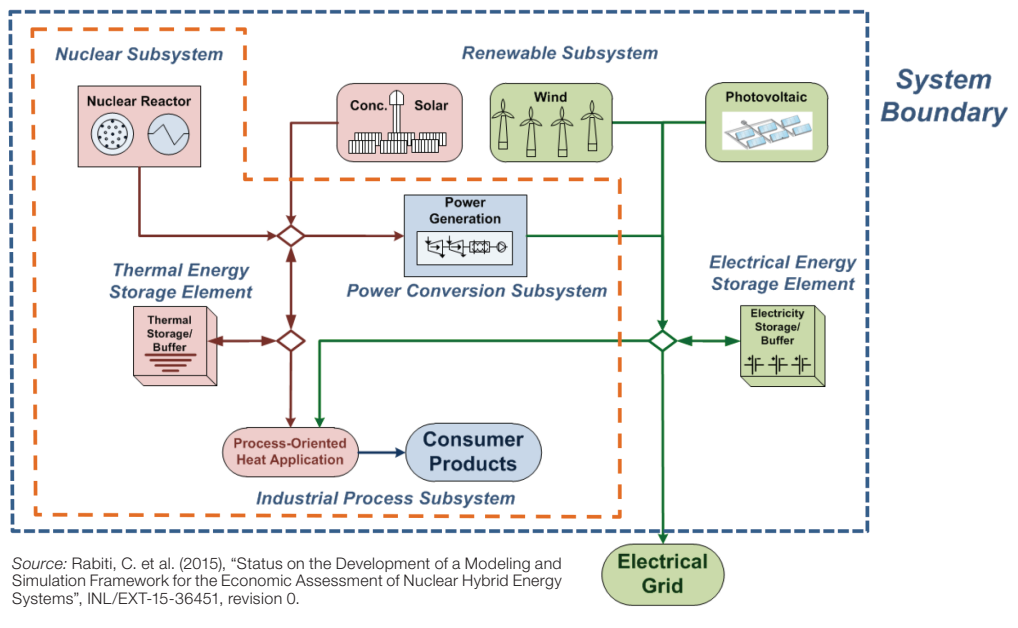 Nuclear Subsystem
Renewable Subsystem
System
Boundary
Nuclear Reactor
Conc. Solar
Wind
Photovoltaic
Power
Generation
Thermal Energy
Storage Element
Power Conversion Subsystem
Electrical Energy
Storage Element
Thermal
Storage/
Buffer
Electricity
Storage/
Buffer
Process-Oriented
Heat Application
Consumer
Products
Industrial Process Subsystem
Source: Rabiti, C. et al. (2015), “Status on the Development of a Modeling and
Simulation Framework for the Economic Assessment of Nuclear Hybrid Energy
Systems”, INL/EXT-15-36451, revision 0.
Electrical
Grid